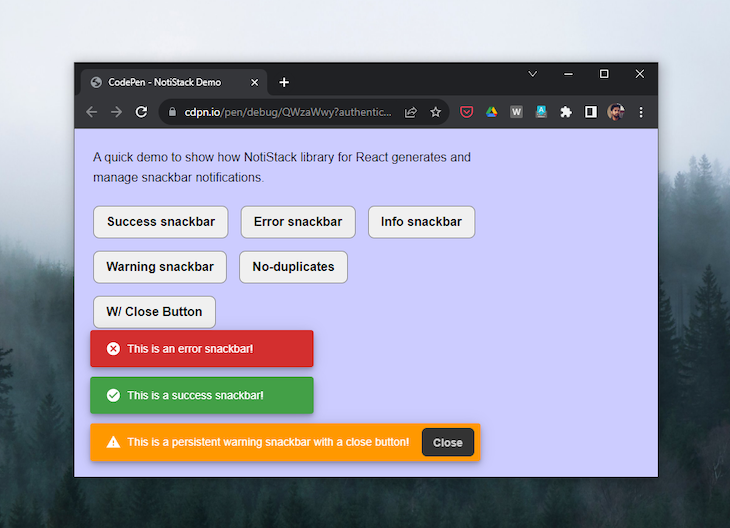 CodePen - NotiStack Demo
cdpn.io/pen/debug/QWzaWwy?authentic...
W
A quick demo to show how NotiStack library for React generates and
manage snackbar notifications.
Success snackbar
Error snackbar
Info snackbar
Warning snackbar
No-duplicates
W/ Close Button
This is an error snackbar!
This is a success snackbar!
This is a persistent warning snackbar with a close button!
Close